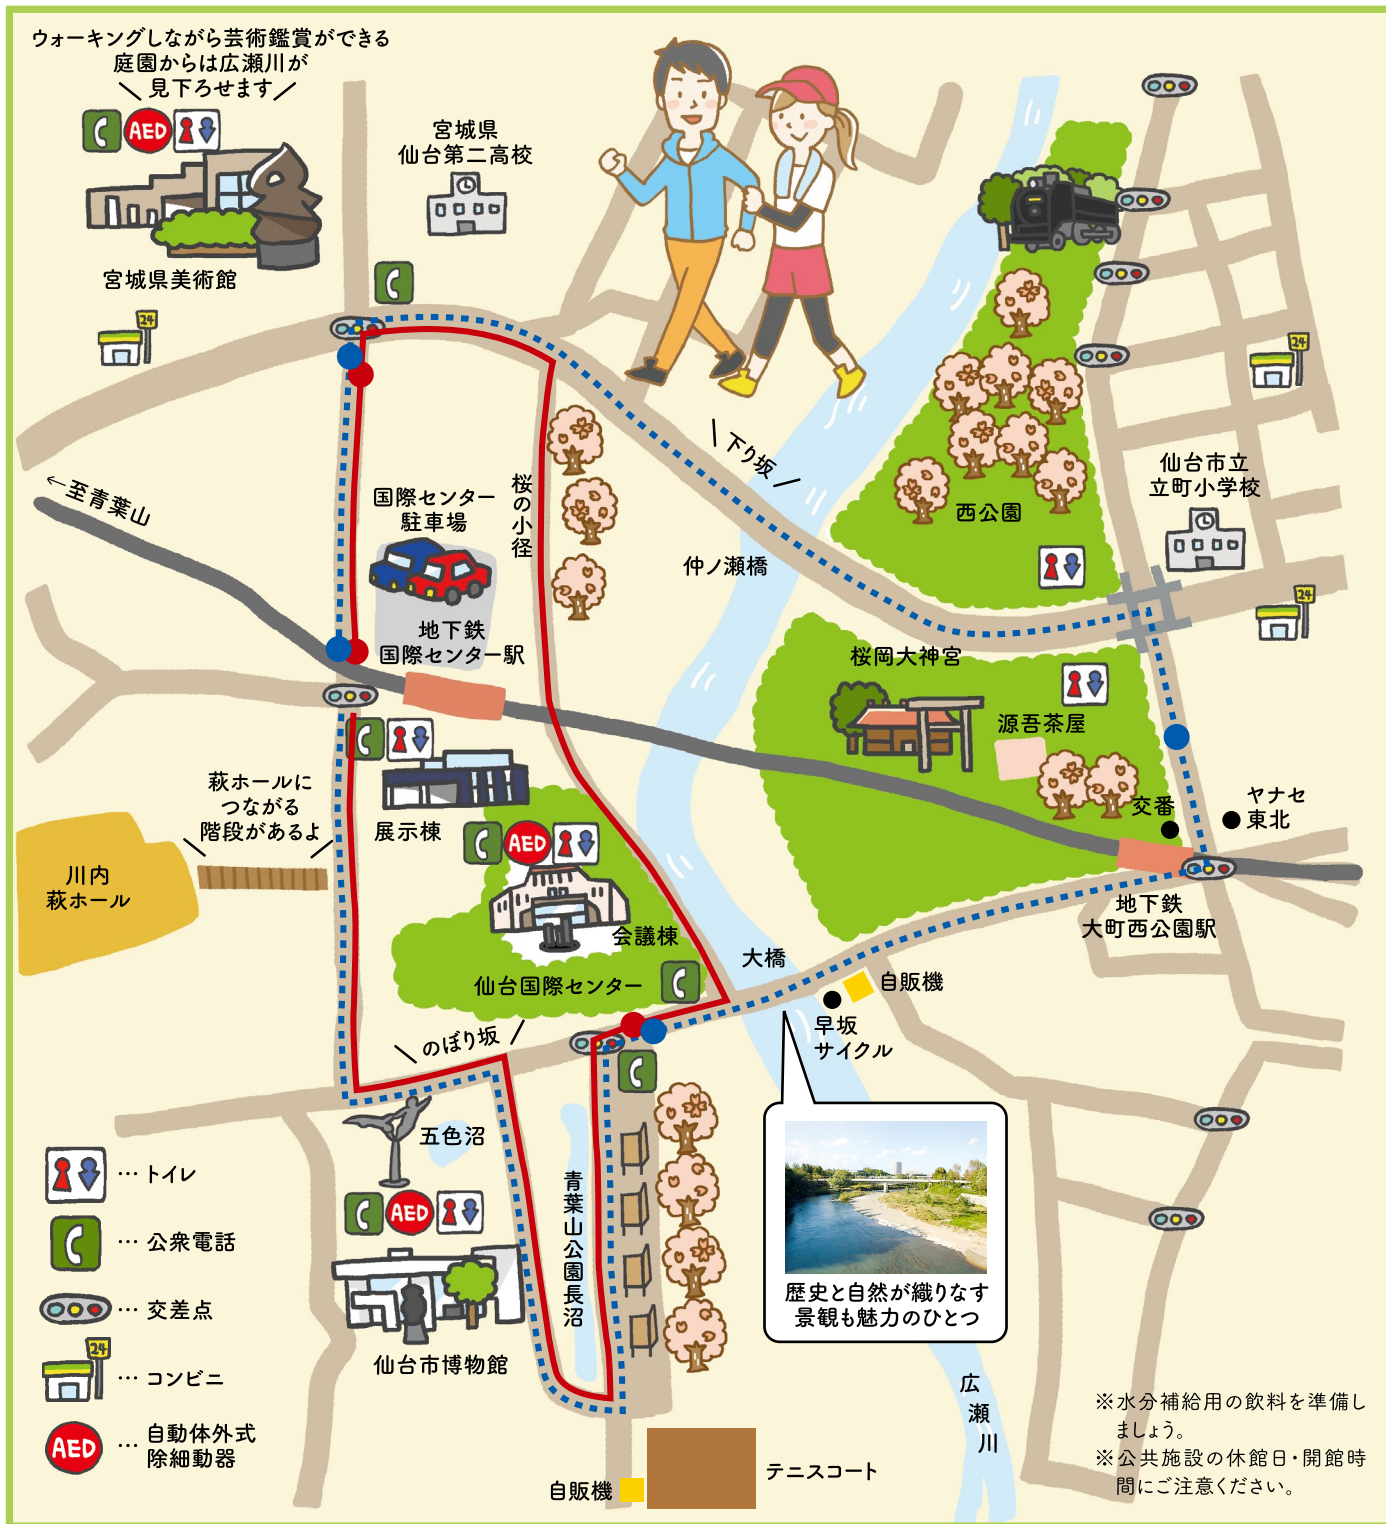 ウォーキングしながら芸術鑑賞ができる
庭園からは広瀬川が
見下ろせます
AED
宮城県美術館
宮城県
仙台第二高校
24
24
下り坂
←至青葉山
国際センター
駐車場
桜の小径
西公園
仙台市立
立町小学校
仲ノ瀬橋
24
地下鉄
国際センター駅
桜岡大神宮
源吾茶屋
萩ホールに
つながる
階段があるよ
展示棟
交番
ヤナセ
東北
AED
川内
萩ホール
会議棟
地下鉄
大町西公園駅
大橋
仙台国際センター
自販機
早坂
サイクル
のぼり坂
五色沼
AED
青葉山公園長沼
仙台市博物館
歴史と自然が織りなす
景観も魅力のひとつ
広瀬川
…トイレ
…公衆電話
…交差点
24
…コンビニ
AED
…自動体外式
除細動器
自販機
テニスコート
※水分補給用の飲料を準備し
ましょう。
※公共施設の休館日・開館時
間にご注意ください。